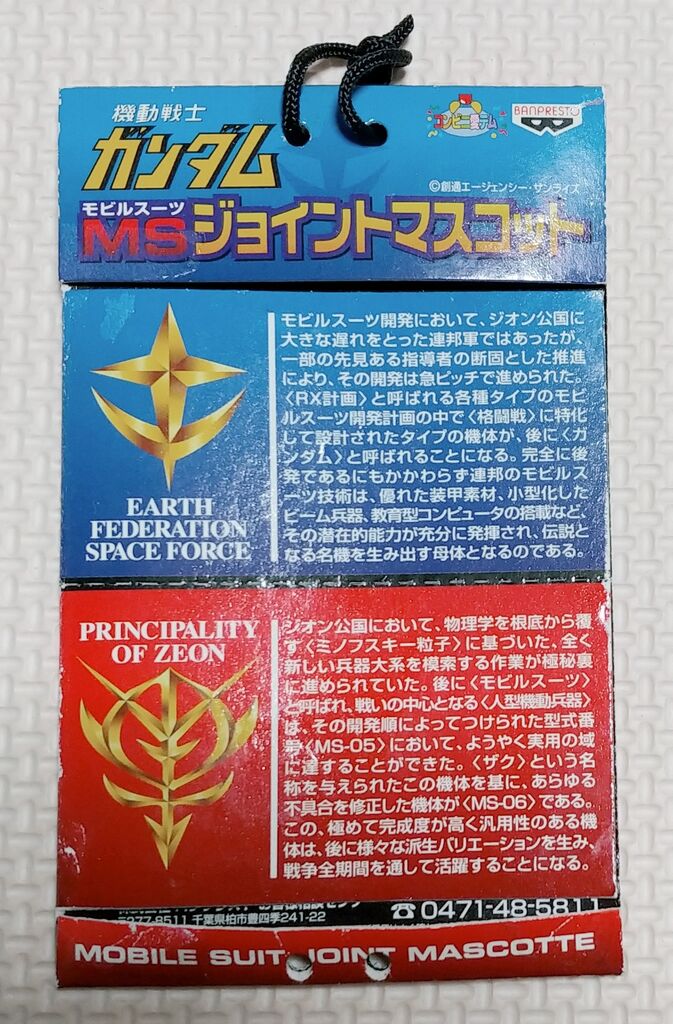 機動戦士
ガンダム
コンビニ星テム
BANPRESTO
©創通エージェンシー・サンライズ
モビルスーツ
MSジョイントマスコット
EARTH
FEDERATION
SPACE FORCE
モビルスーツ開発において、ジオン公国に
大きな遅れをとった連邦軍ではあったが、
一部の先見ある指導者の断固とした推進
により、その開発は急ピッチで進められた。
〈RX計画〉と呼ばれる各種タイプのモビ
ルスーツ開発計画の中で〈格闘戦〉に特化
して設計されたタイプの機体が、後に〈ガ
ンダム〉と呼ばれることになる。完全に後
発であるにもかかわらず連邦のモビルス
ーツ技術は、優れた装甲素材、小型化した
ビーム兵器、教育型コンピュータの搭載など、
その潜在的能力が充分に発揮され、伝説と
なる名機を生み出す母体となるのである。
PRINCIPALITY
OF ZEON
ジオン公国において、物理学を根底から覆
す〈ミノフスキー粒子〉に基づいた、全く
新しい兵器大系を模索する作業が極秘裏
に進められていた。後に〈モビルスーツ〉
と呼ばれ、戦いの中心となる〈人型機動兵器〉
は、その開発順によってつけられた型式番
号〈MS-05〉において、ようやく実用の域
に達することができた。〈ザク〉という名
称を与えられたこの機体を基に、あらゆる
不具合を修正した機体が〈MS-06〉である。
この、極めて完成度が高く汎用性のある機
体は、後に様々な派生バリエーションを生み、
戦争全期間を通して活躍することになる。
〒277-8511 千葉県柏市豊四季241-22
☎0471-48-5811
MOBILE SUIT JOINT MASCOTTE